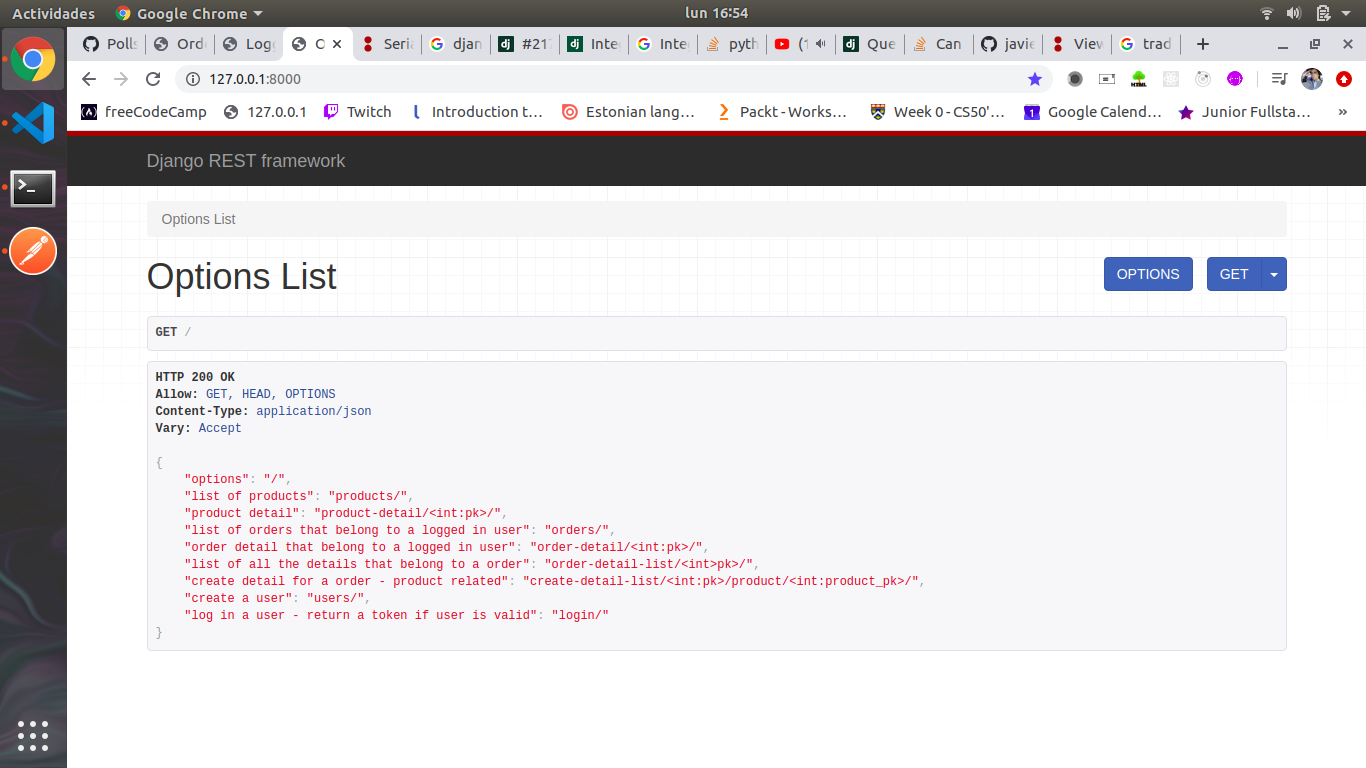 Actividades Google Chrome lun 16:54
Polls Ord Logg O Seria djan #217 Inte Inte pyth (1 Que Can javie View trad
127.0.0.1:8000
freeCodeCamp 127.0.0.1 Twitch Introduction t… Estonian lang… Packt - Works… Week 0 - CS50'… Google Calend… Junior Fullsta… »
Django REST framework
Options List
Options List OPTIONS GET
GET /
HTTP 200 OK
Allow: GET, HEAD, OPTIONS
Content-Type: application/json
Vary: Accept
{
"options": "/",
"list of products": "products/",
"product detail": "product-detail/<int:pk>/",
"list of orders that belong to a logged in user": "orders/",
"order detail that belong to a logged in user": "order-detail/<int:pk>/",
"list of all the details that belong to a order": "order-detail-list/<int>pk>/",
"create detail for a order - product related": "create-detail-list/<int:pk>/product/<int:product_pk>/",
"create a user": "users/",
"log in a user - return a token if user is valid": "login/"
}